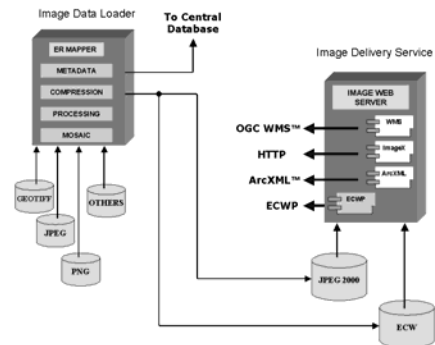 Image Data Loader
To Central
Database
ER MAPPER
METADATA
COMPRESSION
PROCESSING
MOSAIC
GEOTIFF
JPEG
PNG
OTHERS
Image Delivery Service
IMAGE WEB
SERVER
WMS
ImageX
ArcXML
ECWP
OGC WMS™
HTTP
ArcXML™
ECWP
JPEG 2000
ECW